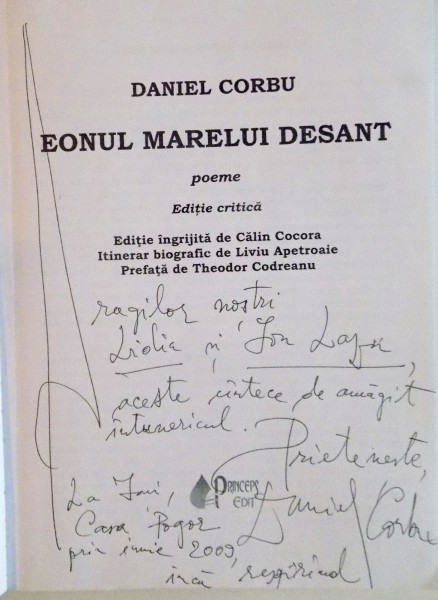 DANIEL CORBU
EONUL MARELUI DESANT
poeme
Ediție critică
Ediție îngrijită de Călin Cocora
Itinerar biografic de Liviu Apetroaie
Prefață de Theodor Codreanu
Dragilor noștri
Lidia și Ion Lazu,
aceste cîntece de amăgit
întunericul.
Prietenește,
PRINCEPS
EDIT
Daniel Corbu
La Iași,
Casa Pogor
prin iunie 2009,
încă respirînd